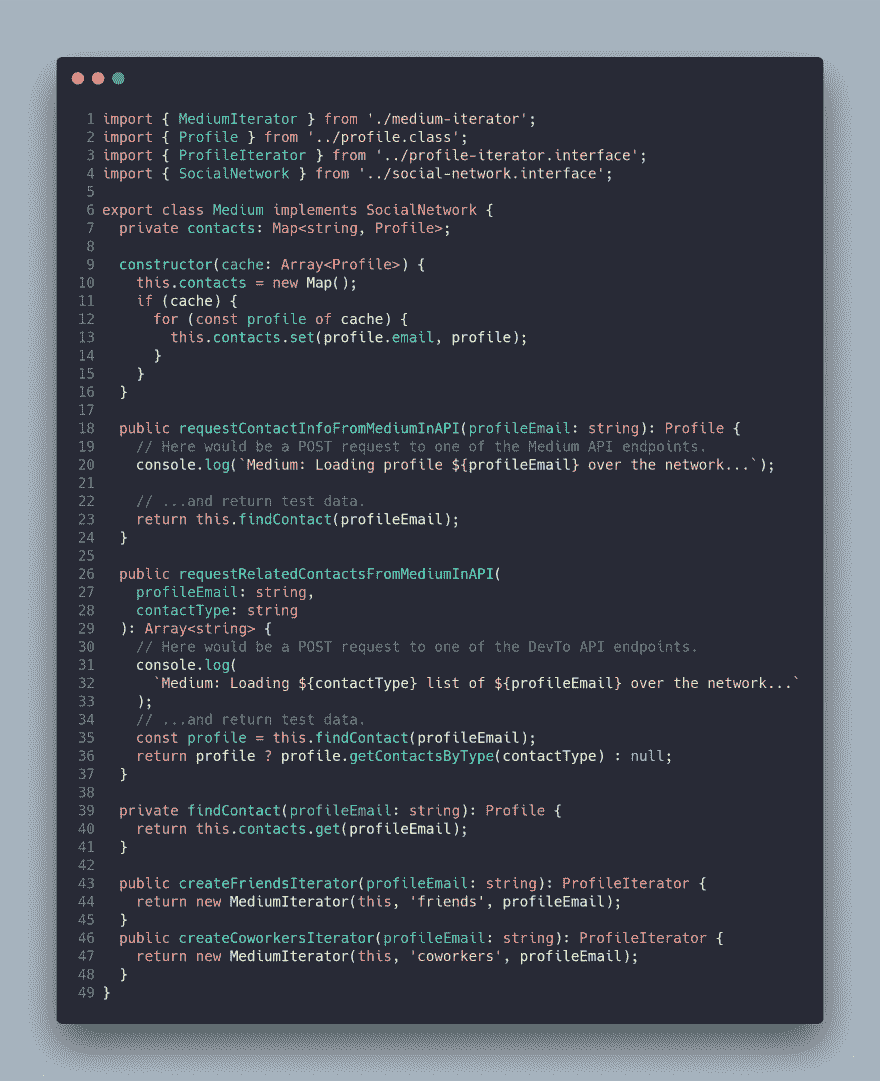 1 import { MediumIterator } from './medium-iterator';
2 import { Profile } from '../profile.class';
3 import { ProfileIterator } from '../profile-iterator.interface';
4 import { SocialNetwork } from '../social-network.interface';
5
6 export class Medium implements SocialNetwork {
7   private contacts: Map<string, Profile>;
8
9   constructor(cache: Array<Profile>) {
10     this.contacts = new Map();
11     if (cache) {
12       for (const profile of cache) {
13         this.contacts.set(profile.email, profile);
14       }
15     }
16   }
17
18   public requestContactInfoFromMediumInAPI(profileEmail: string): Profile {
19     // Here would be a POST request to one of the Medium API endpoints.
20     console.log(`Medium: Loading profile ${profileEmail} over the network...`);
21
22     // ...and return test data.
23     return this.findContact(profileEmail);
24   }
25
26   public requestRelatedContactsFromMediumInAPI(
27     profileEmail: string,
28     contactType: string
29   ): Array<string> {
30     // Here would be a POST request to one of the DevTo API endpoints.
31     console.log(
32       `Medium: Loading ${contactType} list of ${profileEmail} over the network...`
33     );
34     // ...and return test data.
35     const profile = this.findContact(profileEmail);
36     return profile ? profile.getContactsByType(contactType) : null;
37   }
38
39   private findContact(profileEmail: string): Profile {
40     return this.contacts.get(profileEmail);
41   }
42
43   public createFriendsIterator(profileEmail: string): ProfileIterator {
44     return new MediumIterator(this, 'friends', profileEmail);
45   }
46   public createCoworkersIterator(profileEmail: string): ProfileIterator {
47     return new MediumIterator(this, 'coworkers', profileEmail);
48   }
49 }